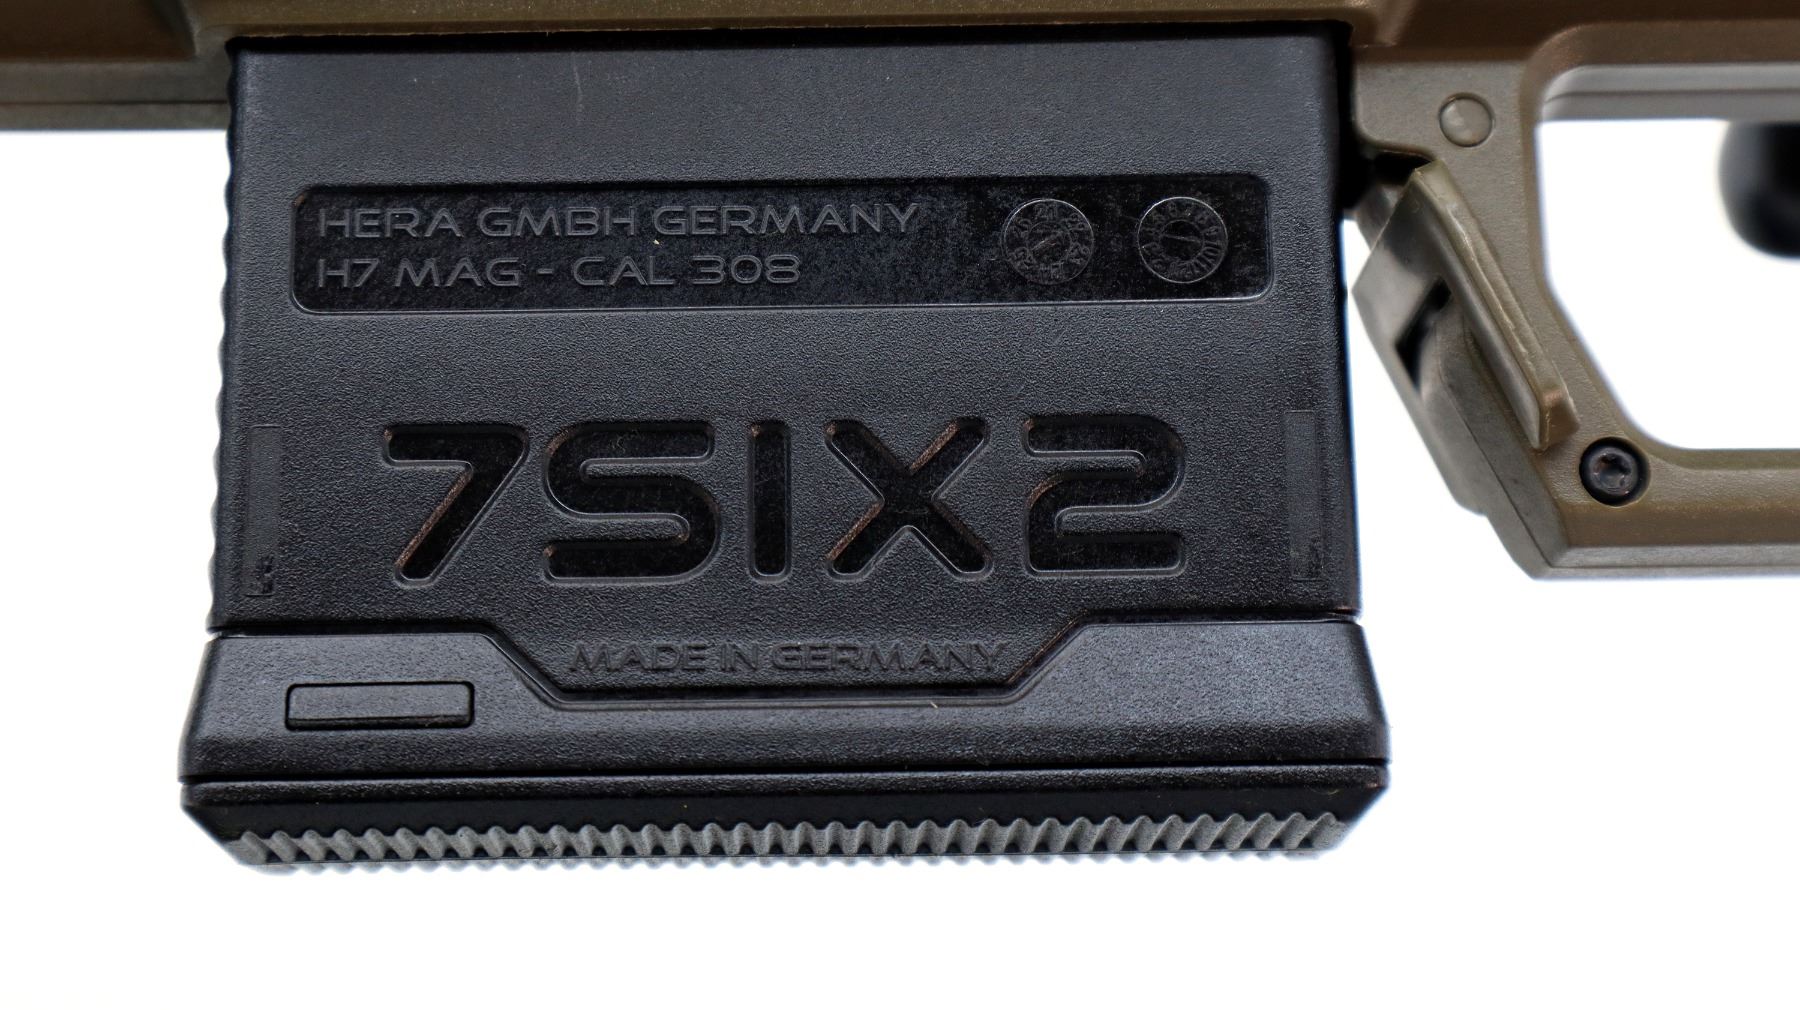 HERA GMBH GERMANY
H7 MAG - CAL 308
7SIX2
MADE IN GERMANY